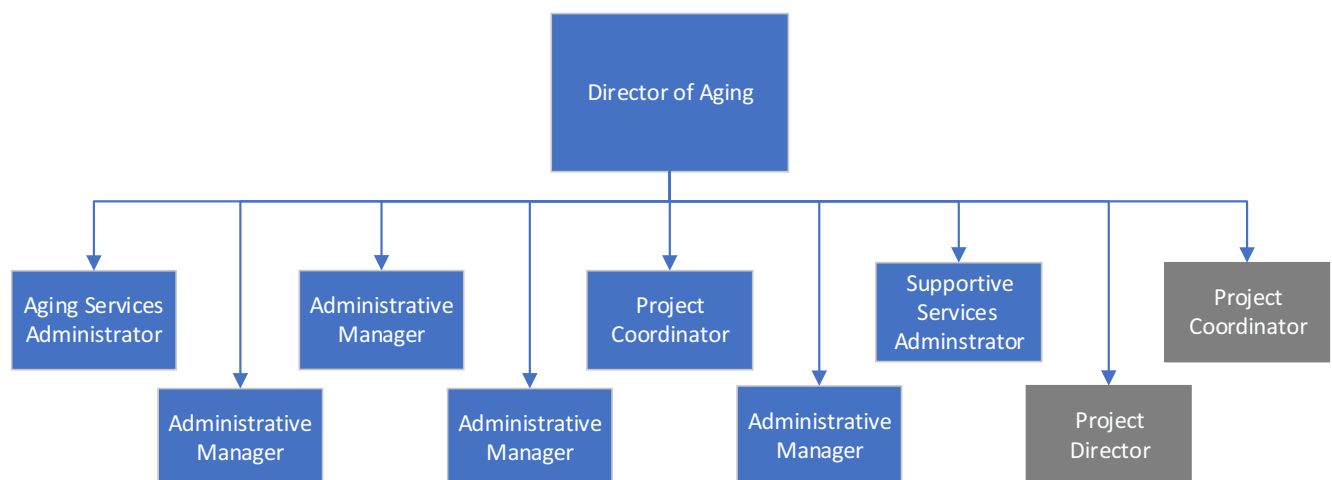 Director of Aging
Aging Services
Administrator
Administrative
Manager
Project
Coordinator
Supportive
Services
Adminstrator
Project
Coordinator
Administrative
Manager
Administrative
Manager
Administrative
Manager
Project
Director